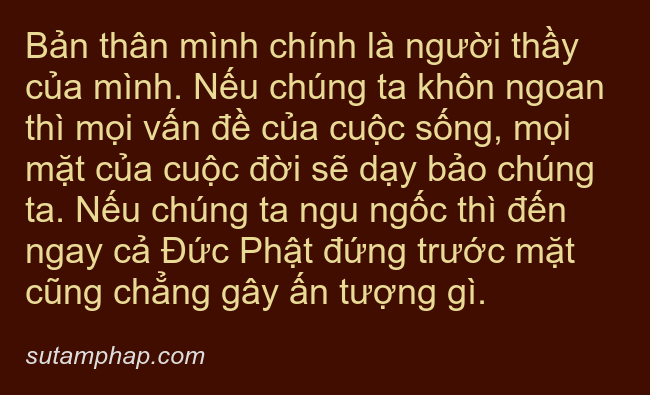 Bản thân mình chính là người thầy
của mình. Nếu chúng ta khôn ngoan
thì mọi vấn đề của cuộc sống, mọi
mặt của cuộc đời sẽ dạy bảo chúng
ta. Nếu chúng ta ngu ngốc thì đến
ngay cả Đức Phật đứng trước mặt
cũng chẳng gây ấn tượng gì.
sutamphap.com